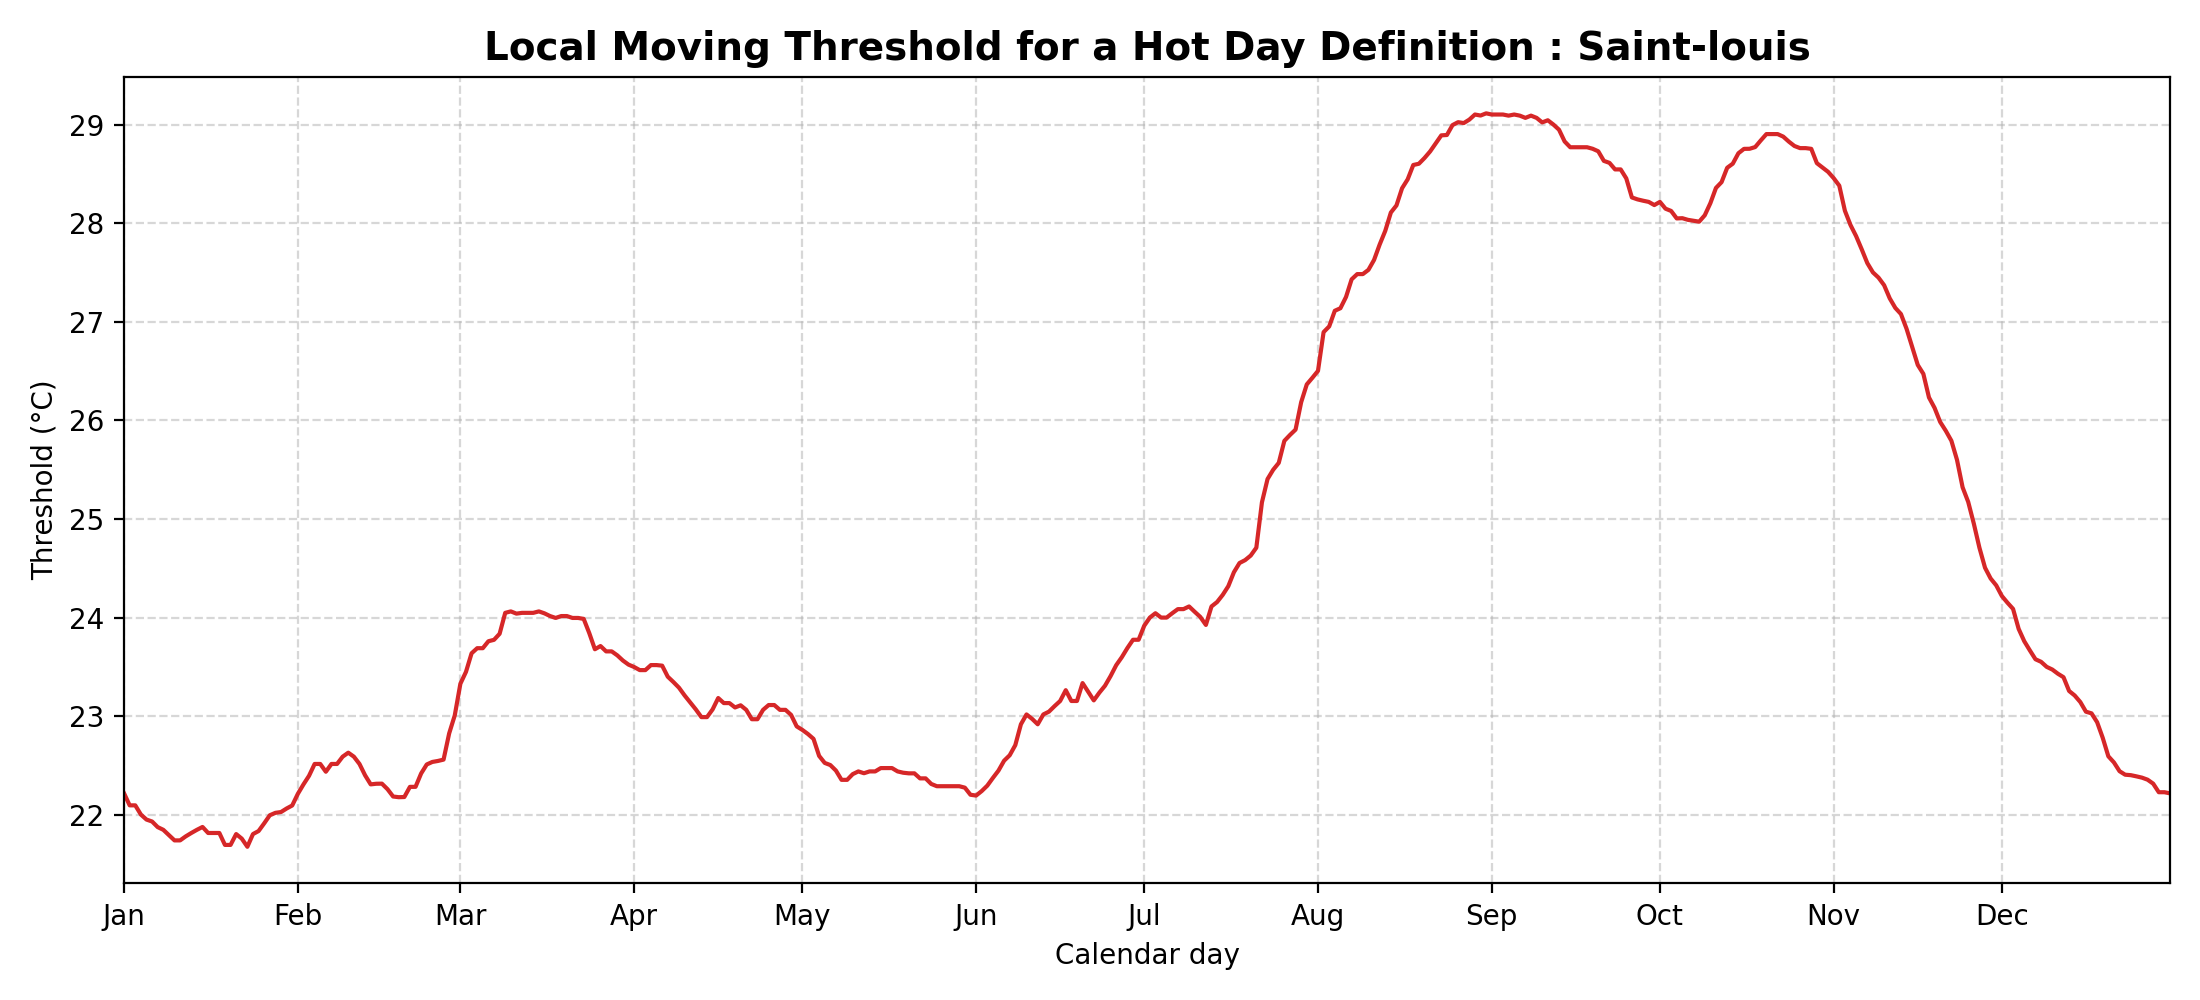 Local Moving Threshold for a Hot Day Definition : Saint-louis
Threshold (°C)
29
28
27
26
25
24
23
22
Jan Feb Mar Apr May Jun Jul Aug Sep Oct Nov Dec
Calendar day